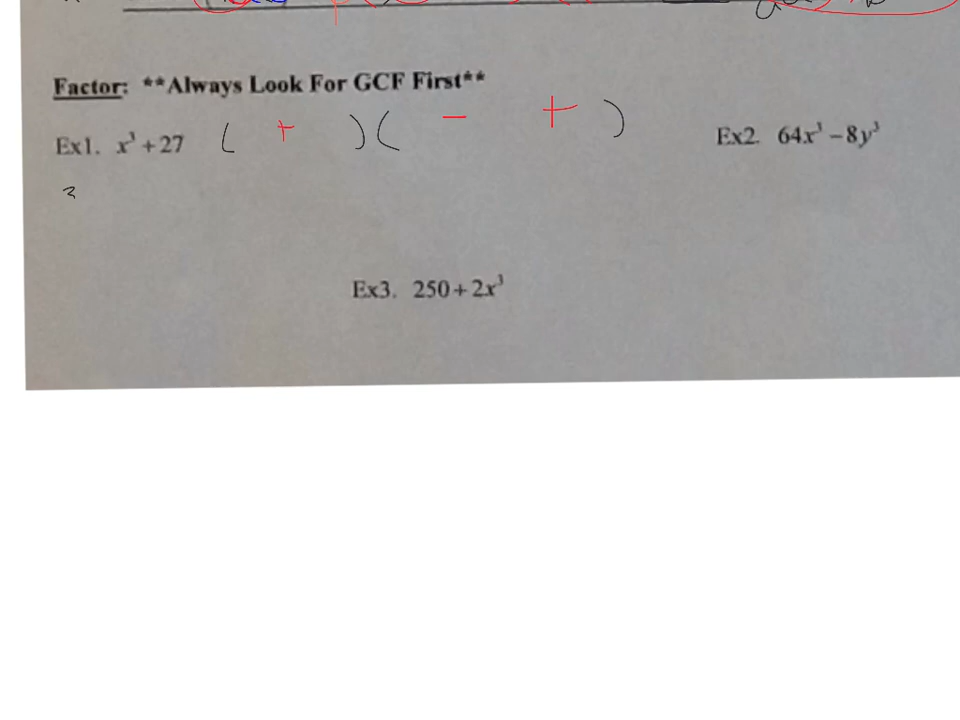 Factor: **Always Look For GCF First**
Ex1. x³ + 27 ( + )( - + )
Ex2. 64x³ – 8y³
3
Ex3. 250 + 2x³